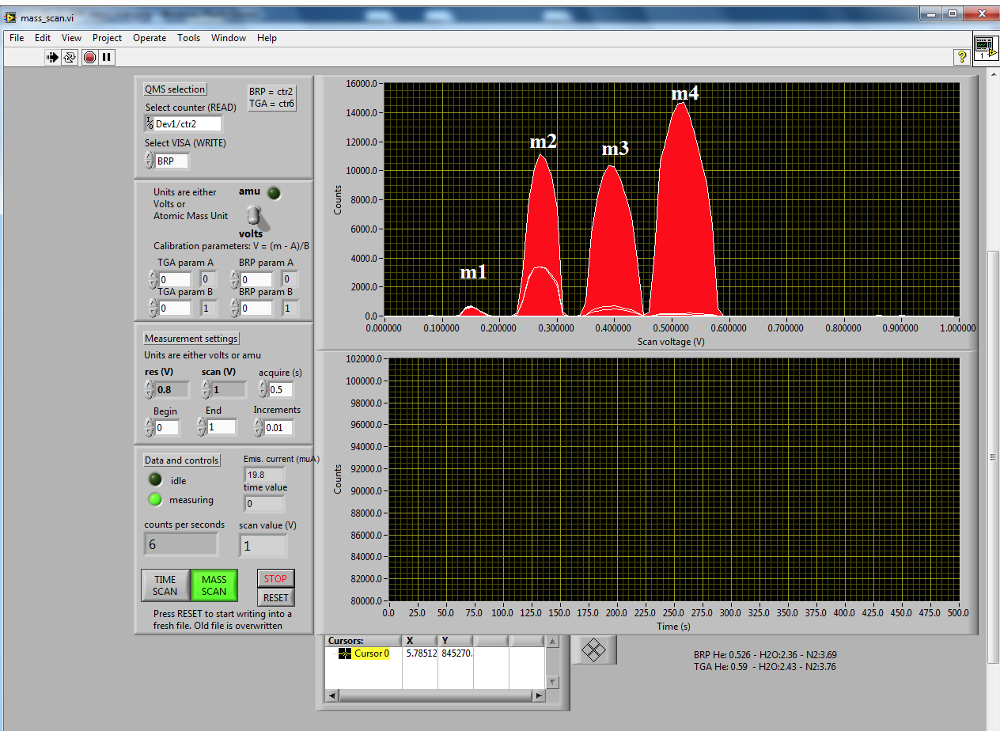 mass_scan.vi
File Edit View Project Operate Tools Window Help
1
QMS selection
BRP = ctr2
TGA = ctr6
Select counter (READ)
I/O Dev1/ctr2
Select VISA (WRITE)
BRP
Units are either
Volts or
Atomic Mass Unit
amu
volts
Calibration parameters: V = (m - A)/B
TGA param A BRP param A
0 0 0 0
TGA param B BRP param B
0 1 0 1
Measurement settings
Units are either volts or amu
res (V) scan (V) acquire (s)
0.8 1 0.5
Begin End Increments
0 1 0.01
Data and controls
Emis. current (muA)
idle
19.8
time value
measuring
0
counts per seconds scan value (V)
6 1
TIME
SCAN
MASS
SCAN
STOP
RESET
Press RESET to start writing into a
fresh file. Old file is overwritten
16000.0
14000.0
12000.0
10000.0
8000.0
6000.0
4000.0
2000.0
0.0
Counts
m1 m2 m3 m4
0.000000 0.100000 0.200000 0.300000 0.400000 0.500000 0.600000 0.700000 0.800000 0.900000 1.000000
Scan voltage (V)
102000.0
100000.0
98000.0
96000.0
94000.0
92000.0
90000.0
88000.0
86000.0
84000.0
82000.0
80000.0
Counts
0.0 25.0 50.0 75.0 100.0 125.0 150.0 175.0 200.0 225.0 250.0 275.0 300.0 325.0 350.0 375.0 400.0 425.0 450.0 475.0 500.0
Time (s)
Cursors: X Y
Cursor 0 5.78512 845270.
BRP He: 0.526 - H2O:2.36 - N2:3.69
TGA He: 0.59 - H2O:2.43 - N2:3.76